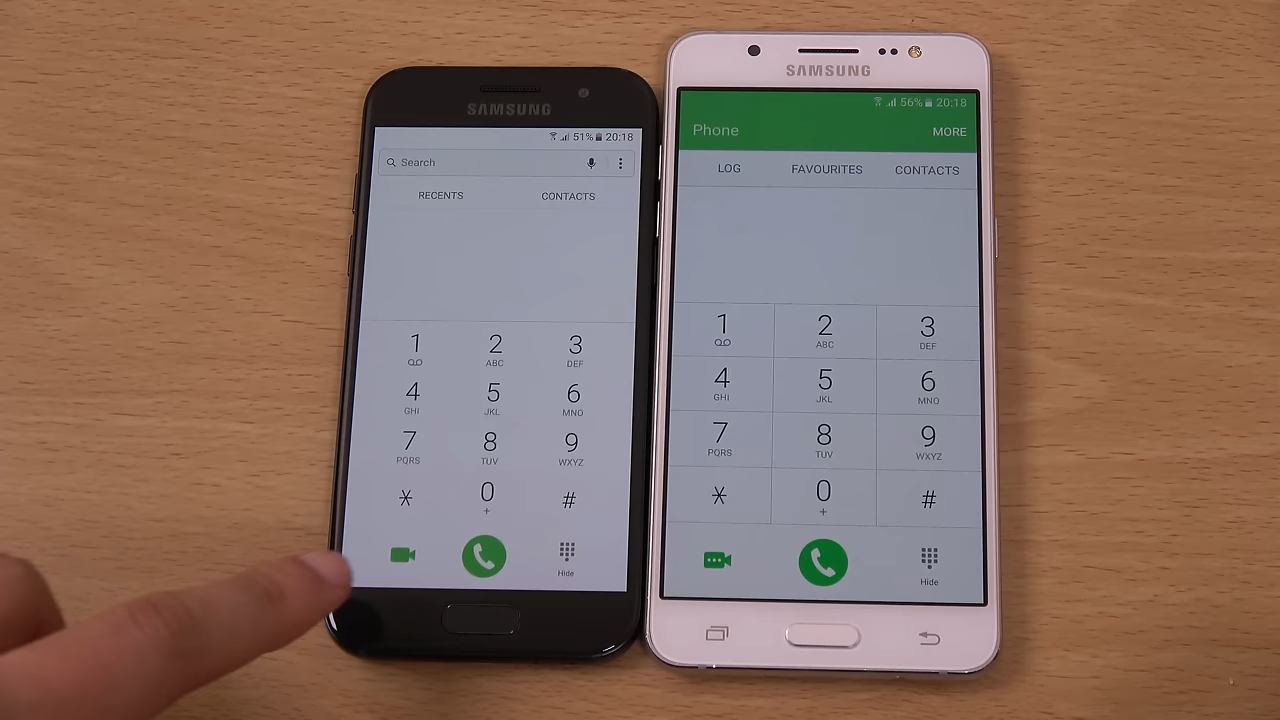 SAMSUNG
51% 20:18
Search
RECENTS CONTACTS
1 2 3
ABC DEF
4 5 6
GHI JKL MNO
7 8 9
PQRS TUV WXYZ
* 0 #
+
Hide
SAMSUNG
56% 20:18
Phone MORE
LOG FAVOURITES CONTACTS
1 2 3
ABC DEF
4 5 6
GHI JKL MNO
7 8 9
PQRS TUV WXYZ
* 0 #
+
Hide